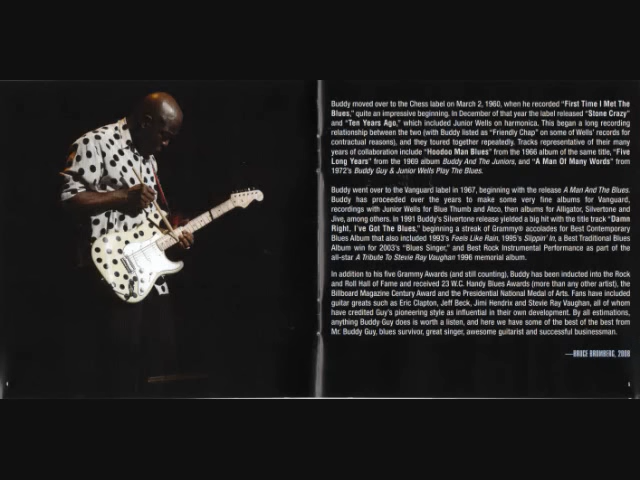 Buddy moved over to the Chess label on March 2, 1960, when he recorded "First Time I Met The
Blues," quite an impressive beginning. In December of that year the label released "Stone Crazy"
and "Ten Years Ago," which included Junior Wells on harmonica. This began a long recording
relationship between the two (with Buddy listed as "Friendly Chap" on some of Wells' records for
contractual reasons), and they toured together repeatedly. Tracks representative of their many
years of collaboration include "Hoodoo Man Blues" from the 1966 album of the same title, "Five
Long Years" from the 1969 album Buddy And The Juniors, and "A Man Of Many Words" from
1972's Buddy Guy & Junior Wells Play The Blues.
Buddy went over to the Vanguard label in 1967, beginning with the release A Man And The Blues.
Buddy has proceeded over the years to make some very fine albums for Vanguard,
recordings with Junior Wells for Blue Thumb and Atco, then albums for Alligator, Silvertone and
Jive, among others. In 1991 Buddy's Silvertone release yielded a big hit with the title track "Damn
Right, I've Got The Blues," beginning a streak of Grammy® accolades for Best Contemporary
Blues Album that also included 1993's Feels Like Rain, 1995's Slippin' In, a Best Traditional Blues
Album win for 2003's "Blues Singer," and Best Rock Instrumental Performance as part of the
all-star A Tribute To Stevie Ray Vaughan 1996 memorial album.
In addition to his five Grammy Awards (and still counting), Buddy has been inducted into the Rock
and Roll Hall of Fame and received 23 W.C. Handy Blues Awards (more than any other artist), the
Billboard Magazine Century Award and the Presidential National Medal of Arts. Fans have included
guitar greats such as Eric Clapton, Jeff Beck, Jimi Hendrix and Stevie Ray Vaughan, all of whom
have credited Guy's pioneering style as influential in their own development. By all estimations,
anything Buddy Guy does is worth a listen, and here we have some of the best of the best from
Mr. Buddy Guy, blues survivor, great singer, awesome guitarist and successful businessman.
—BRUCE BROMBERG, 2008